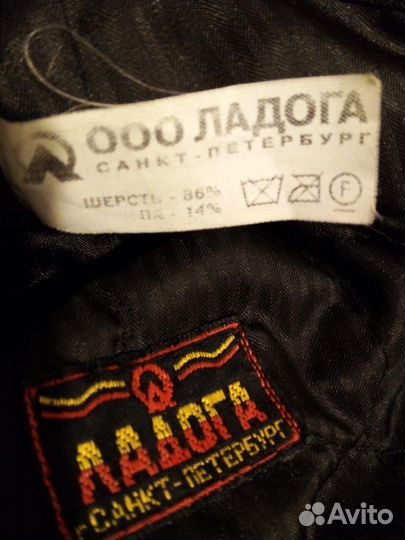 ООО ЛАДОГА
САНКТ-ПЕТЕРБУРГ
ШЕРСТЬ - 86%
ПА - 14%
F
ЛАДОГА
г.САНКТ-ПЕТЕРБУРГ
Avito